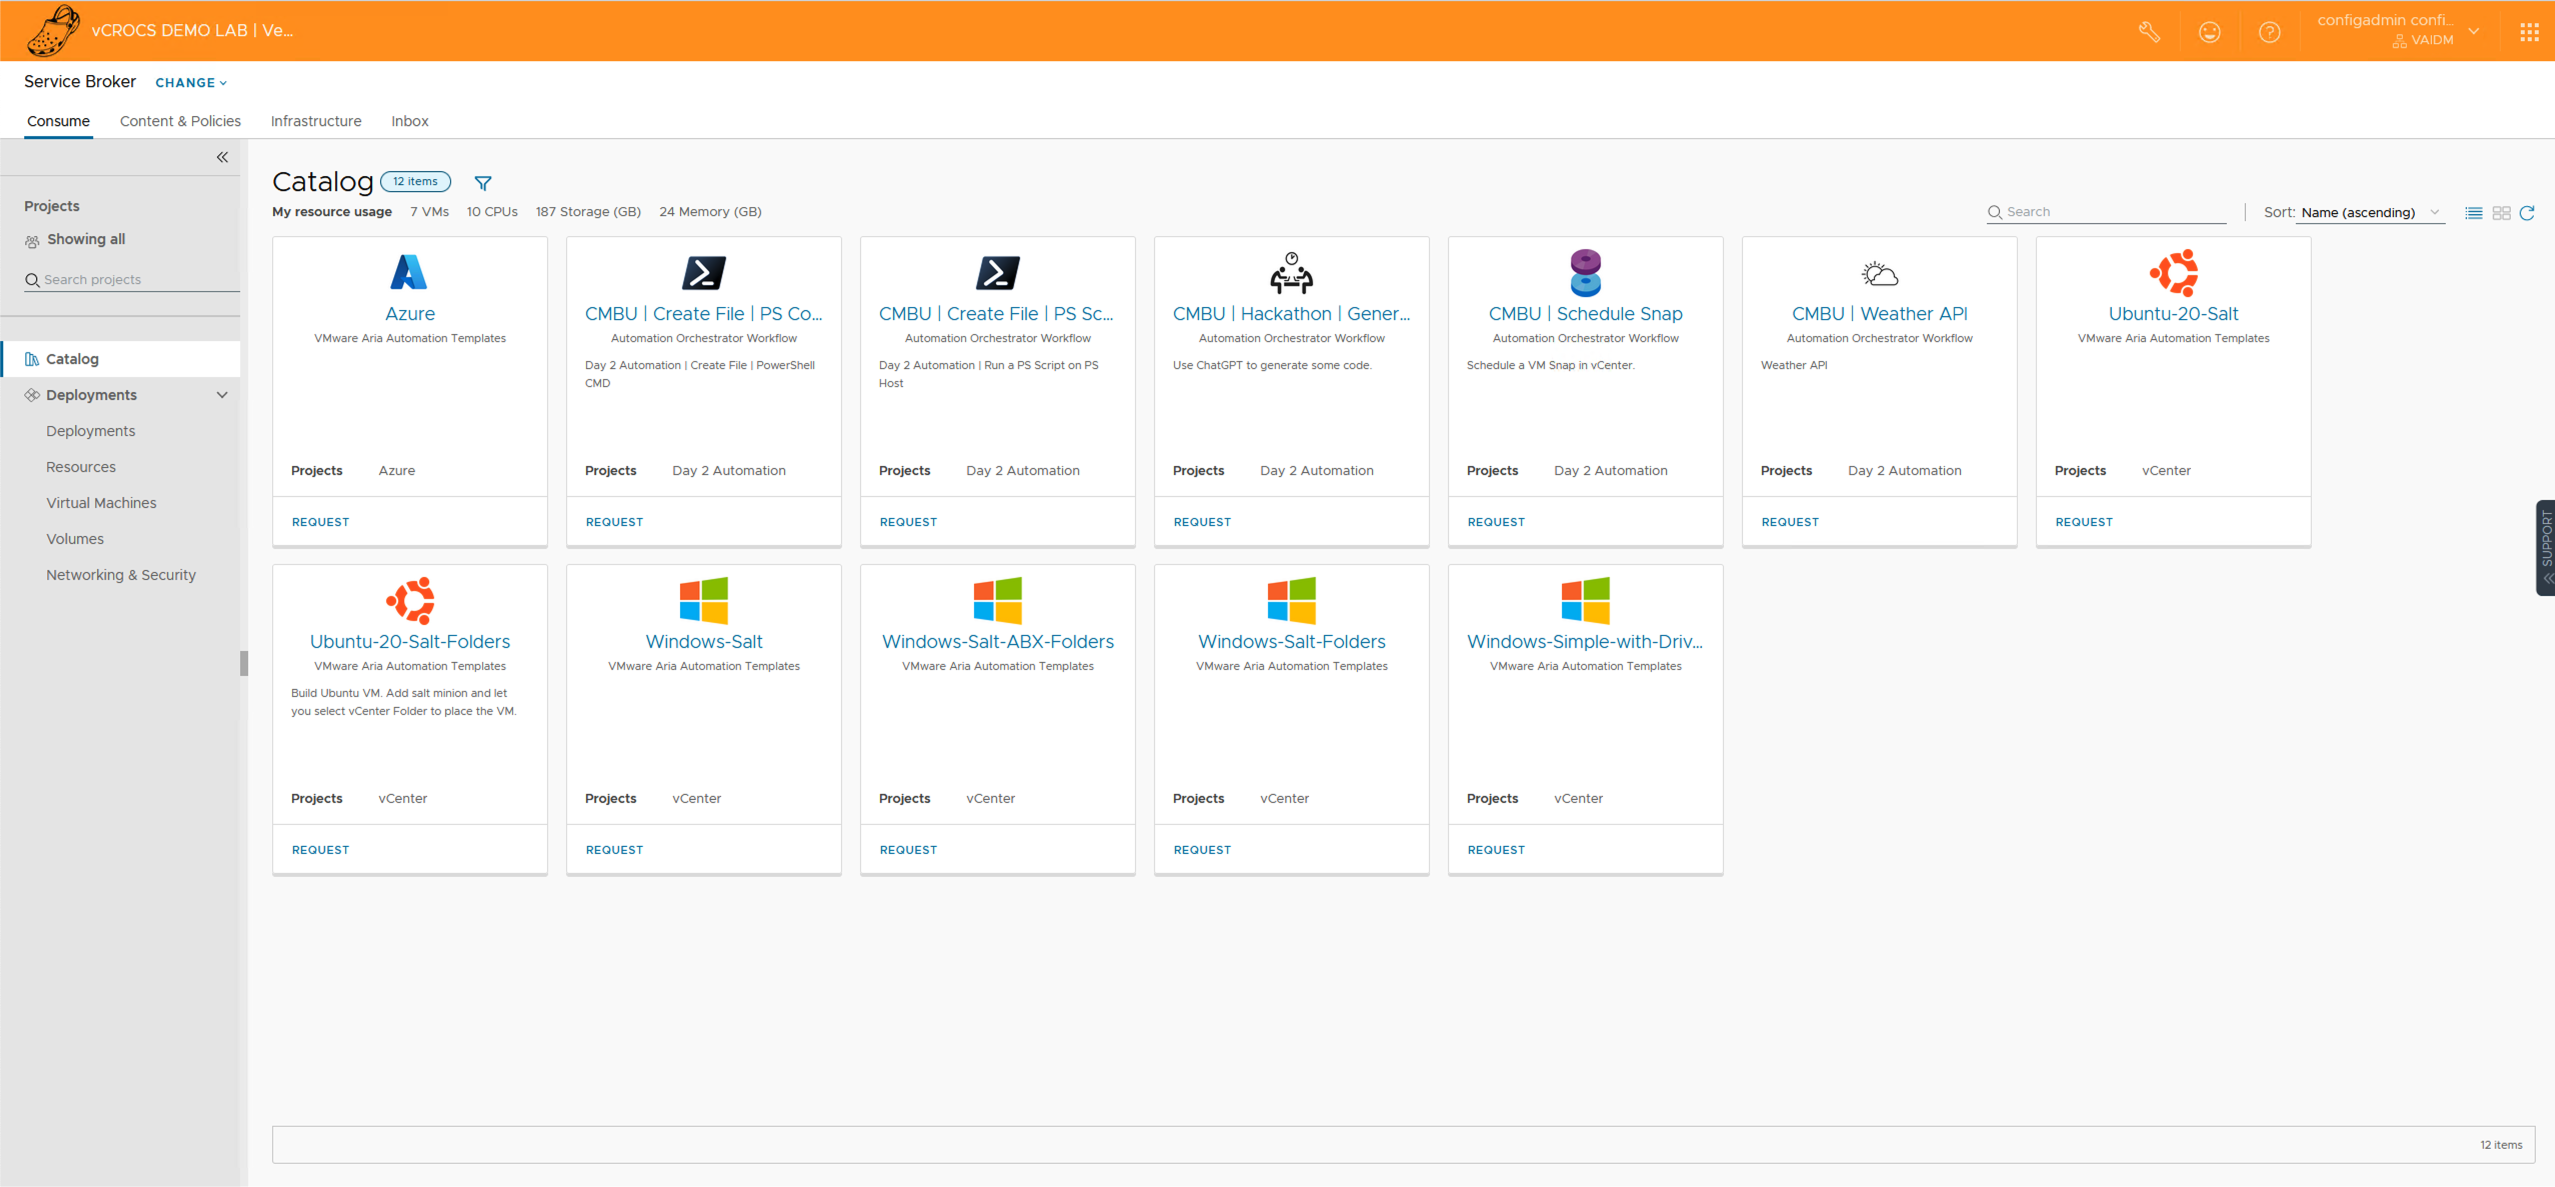 vCROCS DEMO LAB | Ve...
configadmin confi...
VAIDM
Service Broker CHANGE
Consume Content & Policies Infrastructure Inbox
Projects
Showing all
Search projects
Catalog
Deployments
Deployments
Resources
Virtual Machines
Volumes
Networking & Security
Catalog 12 items
My resource usage 7 VMs 10 CPUs 187 Storage (GB) 24 Memory (GB)
Search
Sort: Name (ascending)
Azure
VMware Aria Automation Templates
Projects Azure
REQUEST
CMBU | Create File | PS Co...
Automation Orchestrator Workflow
Day 2 Automation | Create File | PowerShell
CMD
Projects Day 2 Automation
REQUEST
CMBU | Create File | PS Sc...
Automation Orchestrator Workflow
Day 2 Automation | Run a PS Script on PS
Host
Projects Day 2 Automation
REQUEST
CMBU | Hackathon | Gener...
Automation Orchestrator Workflow
Use ChatGPT to generate some code.
Projects Day 2 Automation
REQUEST
CMBU | Schedule Snap
Automation Orchestrator Workflow
Schedule a VM Snap in vCenter.
Projects Day 2 Automation
REQUEST
CMBU | Weather API
Automation Orchestrator Workflow
Weather API
Projects Day 2 Automation
REQUEST
Ubuntu-20-Salt
VMware Aria Automation Templates
Projects vCenter
REQUEST
Ubuntu-20-Salt-Folders
VMware Aria Automation Templates
Build Ubuntu VM. Add salt minion and let
you select vCenter Folder to place the VM.
Projects vCenter
REQUEST
Windows-Salt
VMware Aria Automation Templates
Projects vCenter
REQUEST
Windows-Salt-ABX-Folders
VMware Aria Automation Templates
Projects vCenter
REQUEST
Windows-Salt-Folders
VMware Aria Automation Templates
Projects vCenter
REQUEST
Windows-Simple-with-Driv...
VMware Aria Automation Templates
Projects vCenter
REQUEST
SUPPORT
12 items